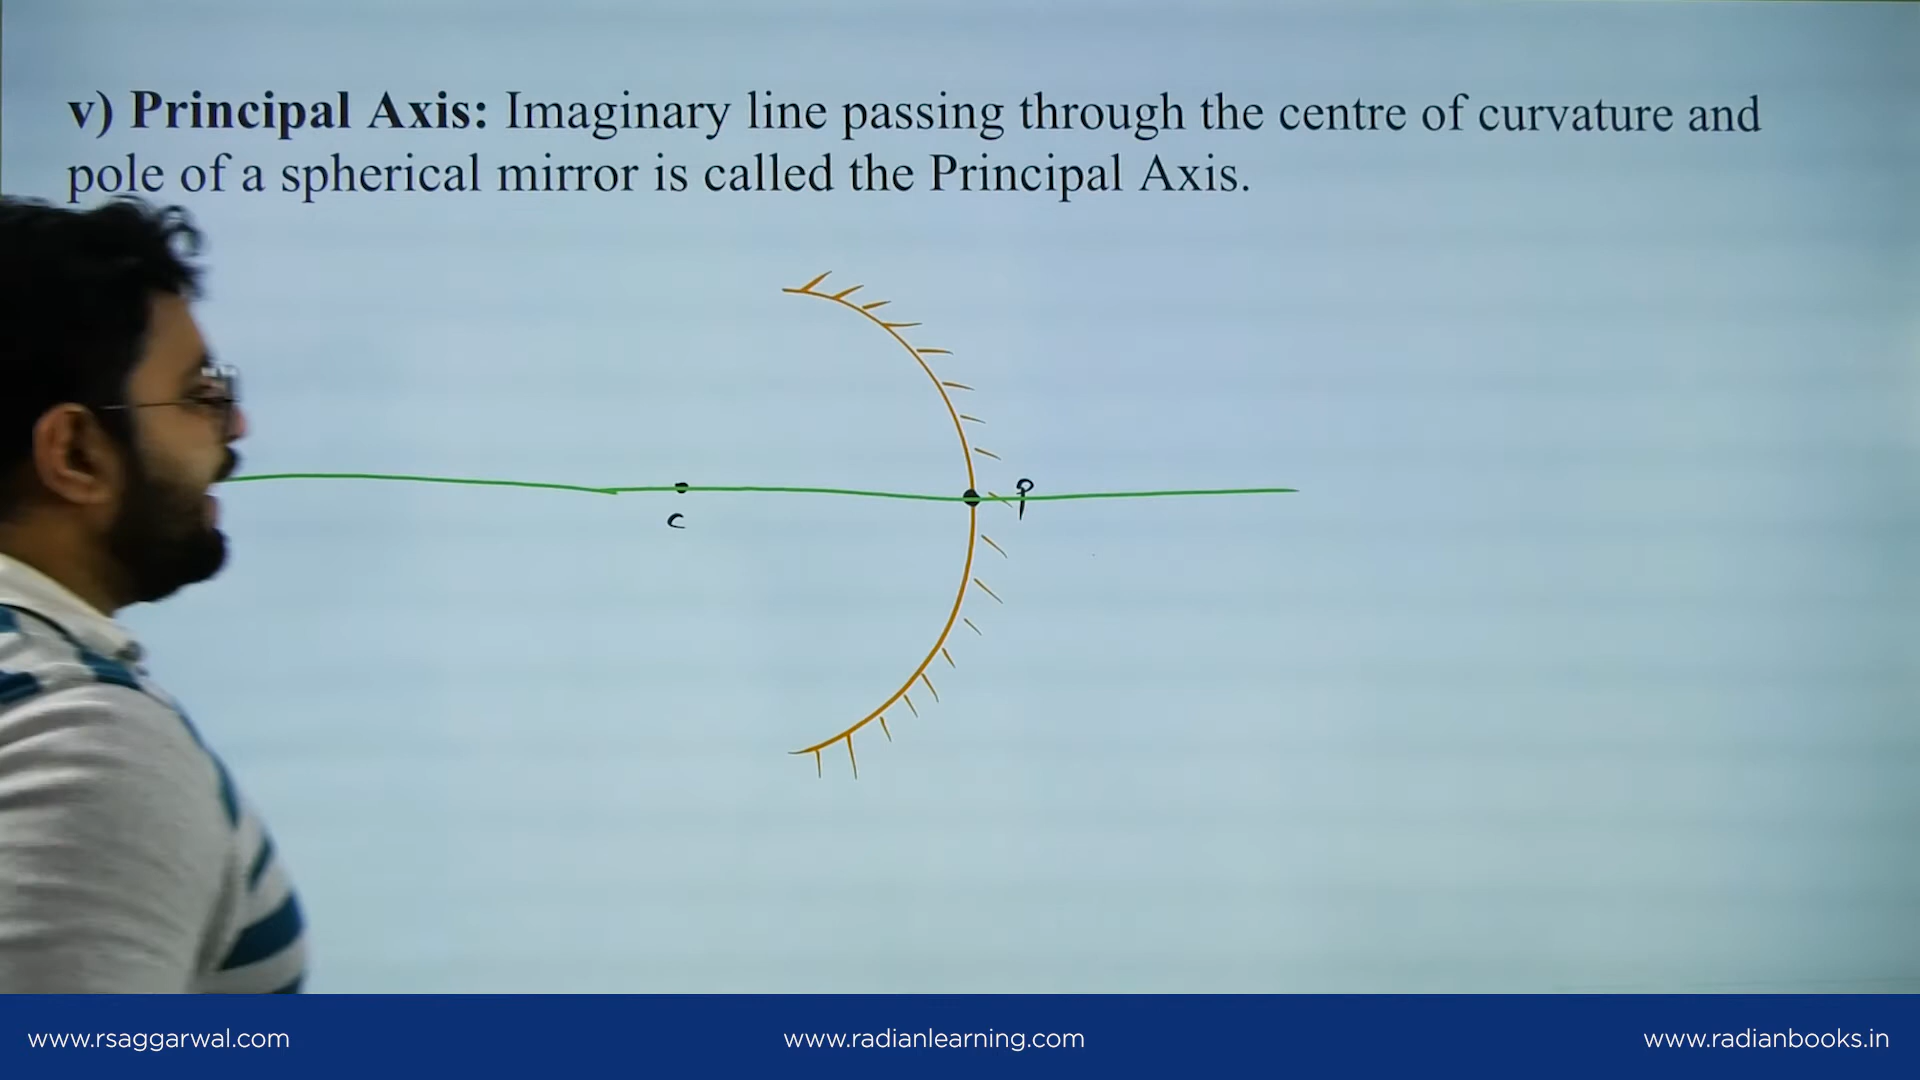 v) Principal Axis: Imaginary line passing through the centre of curvature and
pole of a spherical mirror is called the Principal Axis.
P
C
www.rsaggarwal.com
www.radianlearning.com
www.radianbooks.in